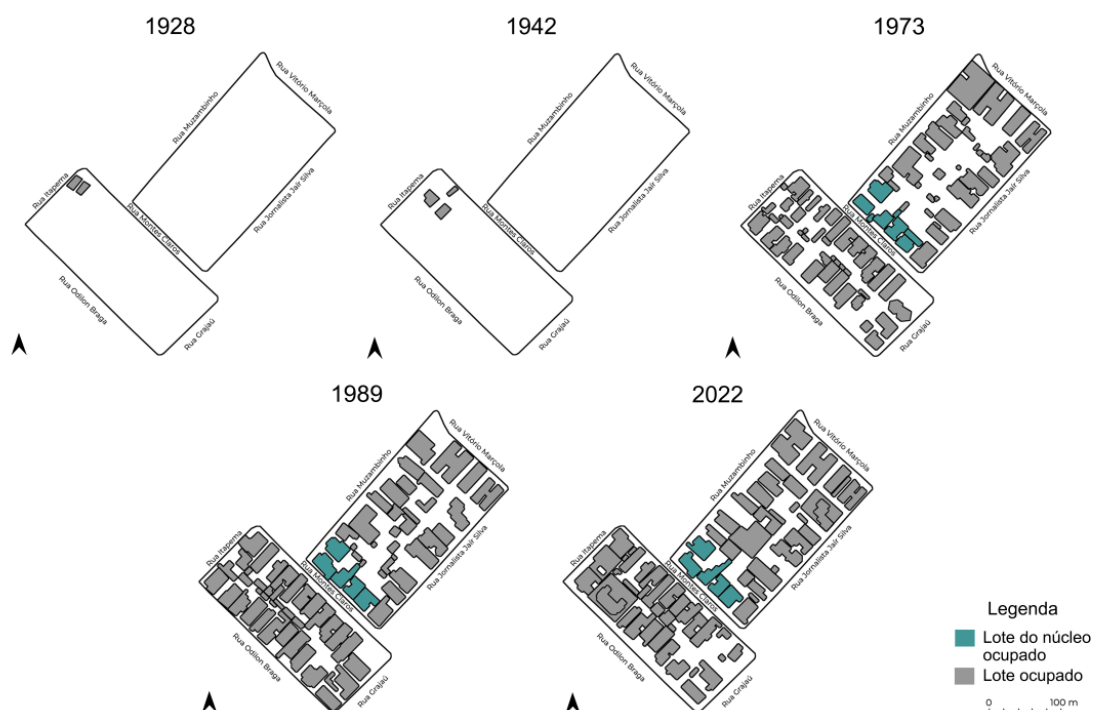 1928
Rua Vitório Marçola
Rua Muzambinho
Rua Itapema
Rua Montes Claros
Rua Jornalista Jair Silva
Rua Odilon Braga
Rua Grajaú
1942
Rua Vitório Marçola
Rua Muzambinho
Rua Itapema
Rua Montes Claros
Rua Jornalista Jair Silva
Rua Odilon Braga
Rua Grajaú
1973
Rua Vitório Marçola
Rua Muzambinho
Rua Itapema
Rua Montes Claros
Rua Jornalista Jair Silva
Rua Odilon Braga
Rua Grajaú
1989
Rua Vitório Marçola
Rua Muzambinho
Rua Itapema
Rua Montes Claros
Rua Jornalista Jair Silva
Rua Odilon Braga
Rua Grajaú
2022
Rua Vitório Marçola
Rua Muzambinho
Rua Itapema
Rua Montes Claros
Rua Jornalista Jair Silva
Rua Odilon Braga
Rua Grajaú
Legenda
Lote do núcleo
ocupado
Lote ocupado
0 100 m